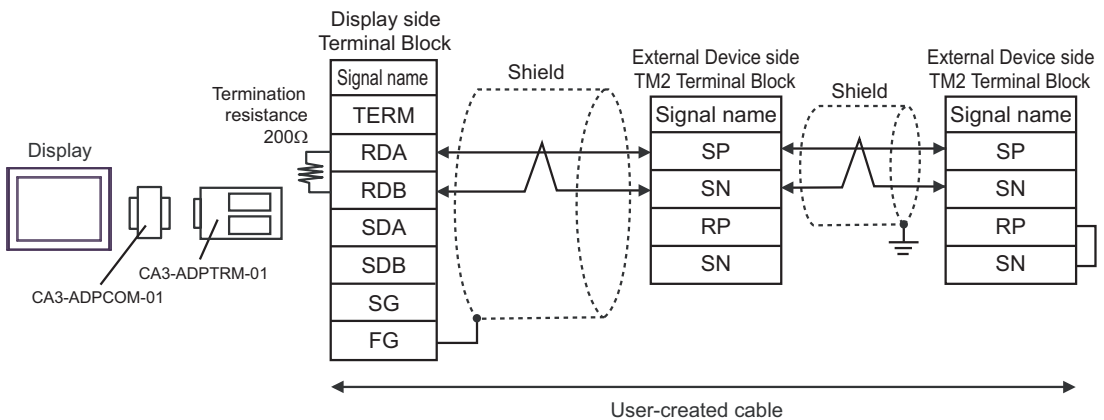 Display side
Terminal Block
Signal name
TERM
RDA
RDB
SDA
SDB
SG
FG
Termination
resistance
200Ω
Display
CA3-ADPCOM-01
CA3-ADPTRM-01
Shield
External Device side
TM2 Terminal Block
Signal name
SP
SN
RP
SN
Shield
External Device side
TM2 Terminal Block
Signal name
SP
SN
RP
SN
User-created cable